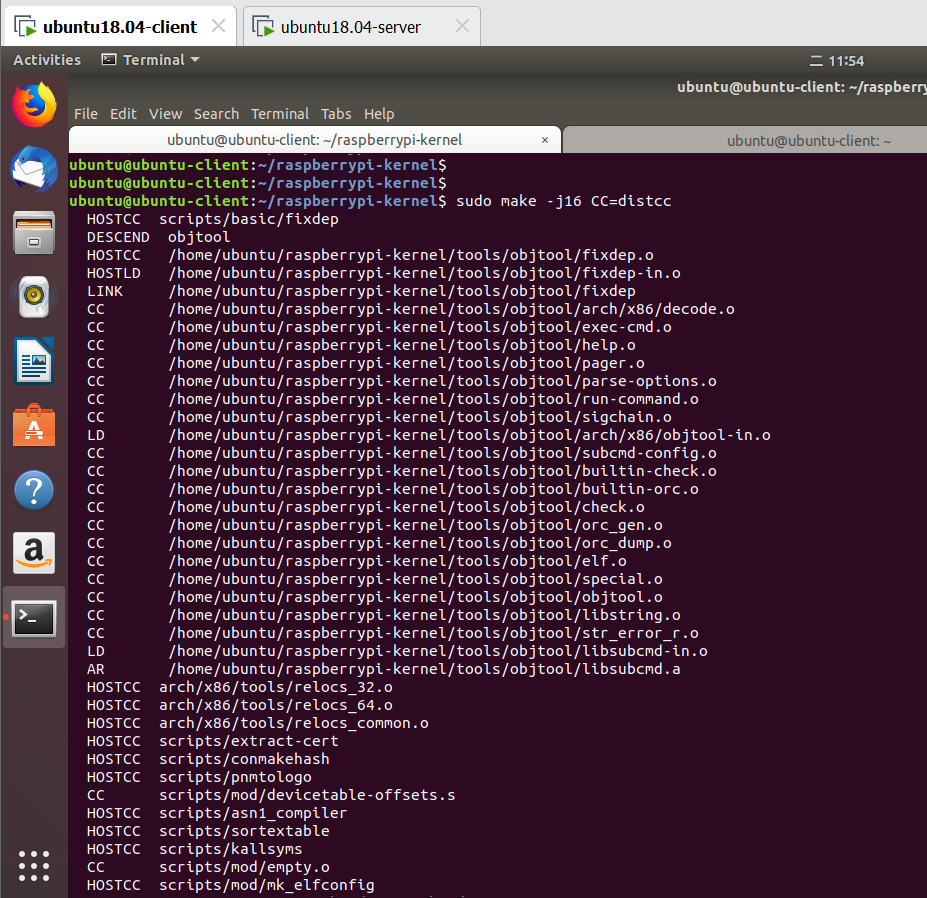 ubuntu18.04-client
ubuntu18.04-server
Activities
Terminal
二 11:54
ubuntu@ubuntu-client: ~/raspberry
File Edit View Search Terminal Tabs Help
ubuntu@ubuntu-client: ~/raspberrypi-kernel
ubuntu@ubuntu-client: ~
ubuntu@ubuntu-client:~/raspberrypi-kernel$
ubuntu@ubuntu-client:~/raspberrypi-kernel$
ubuntu@ubuntu-client:~/raspberrypi-kernel$ sudo make -j16 CC=distcc
HOSTCC scripts/basic/fixdep
DESCEND objtool
HOSTCC /home/ubuntu/raspberrypi-kernel/tools/objtool/fixdep.o
HOSTLD /home/ubuntu/raspberrypi-kernel/tools/objtool/fixdep-in.o
LINK /home/ubuntu/raspberrypi-kernel/tools/objtool/fixdep
CC /home/ubuntu/raspberrypi-kernel/tools/objtool/arch/x86/decode.o
CC /home/ubuntu/raspberrypi-kernel/tools/objtool/exec-cmd.o
CC /home/ubuntu/raspberrypi-kernel/tools/objtool/help.o
CC /home/ubuntu/raspberrypi-kernel/tools/objtool/pager.o
CC /home/ubuntu/raspberrypi-kernel/tools/objtool/parse-options.o
CC /home/ubuntu/raspberrypi-kernel/tools/objtool/run-command.o
CC /home/ubuntu/raspberrypi-kernel/tools/objtool/sigchain.o
LD /home/ubuntu/raspberrypi-kernel/tools/objtool/arch/x86/objtool-in.o
CC /home/ubuntu/raspberrypi-kernel/tools/objtool/subcmd-config.o
CC /home/ubuntu/raspberrypi-kernel/tools/objtool/builtin-check.o
CC /home/ubuntu/raspberrypi-kernel/tools/objtool/builtin-orc.o
CC /home/ubuntu/raspberrypi-kernel/tools/objtool/check.o
CC /home/ubuntu/raspberrypi-kernel/tools/objtool/orc_gen.o
CC /home/ubuntu/raspberrypi-kernel/tools/objtool/orc_dump.o
CC /home/ubuntu/raspberrypi-kernel/tools/objtool/elf.o
CC /home/ubuntu/raspberrypi-kernel/tools/objtool/special.o
CC /home/ubuntu/raspberrypi-kernel/tools/objtool/objtool.o
CC /home/ubuntu/raspberrypi-kernel/tools/objtool/libstring.o
CC /home/ubuntu/raspberrypi-kernel/tools/objtool/str_error_r.o
LD /home/ubuntu/raspberrypi-kernel/tools/objtool/libsubcmd-in.o
AR /home/ubuntu/raspberrypi-kernel/tools/objtool/libsubcmd.a
HOSTCC arch/x86/tools/relocs_32.o
HOSTCC arch/x86/tools/relocs_64.o
HOSTCC arch/x86/tools/relocs_common.o
HOSTCC scripts/extract-cert
HOSTCC scripts/conmakehash
HOSTCC scripts/pnmtologo
CC scripts/mod/devicetable-offsets.s
HOSTCC scripts/asn1_compiler
HOSTCC scripts/sortextable
HOSTCC scripts/kallsyms
CC scripts/mod/empty.o
HOSTCC scripts/mod/mk_elfconfig